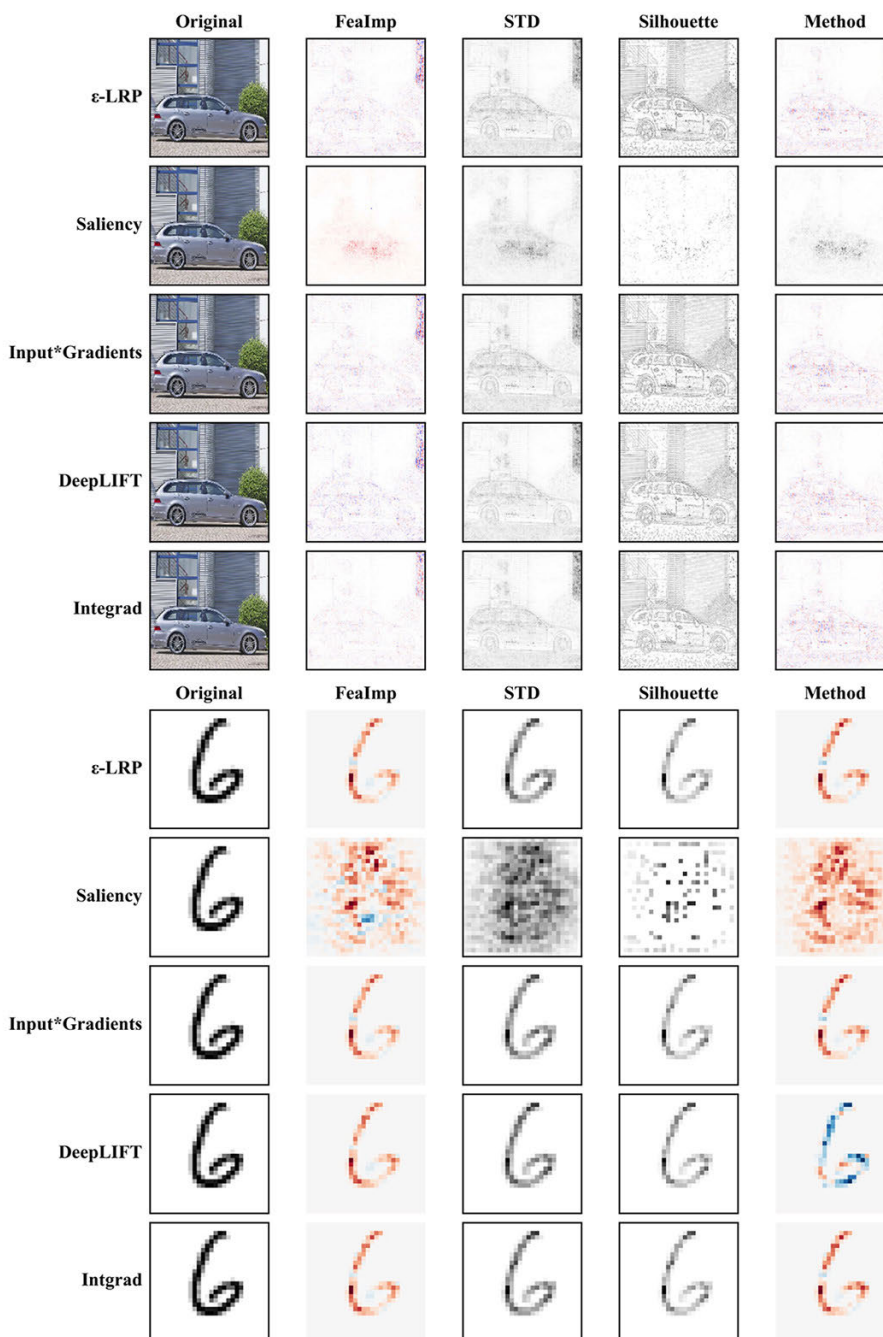 Original FeaImp STD Silhouette Method
ε-LRP
Saliency
Input*Gradients
DeepLIFT
Integrad
Original FeaImp STD Silhouette Method
ε-LRP
Saliency
Input*Gradients
DeepLIFT
Intgrad